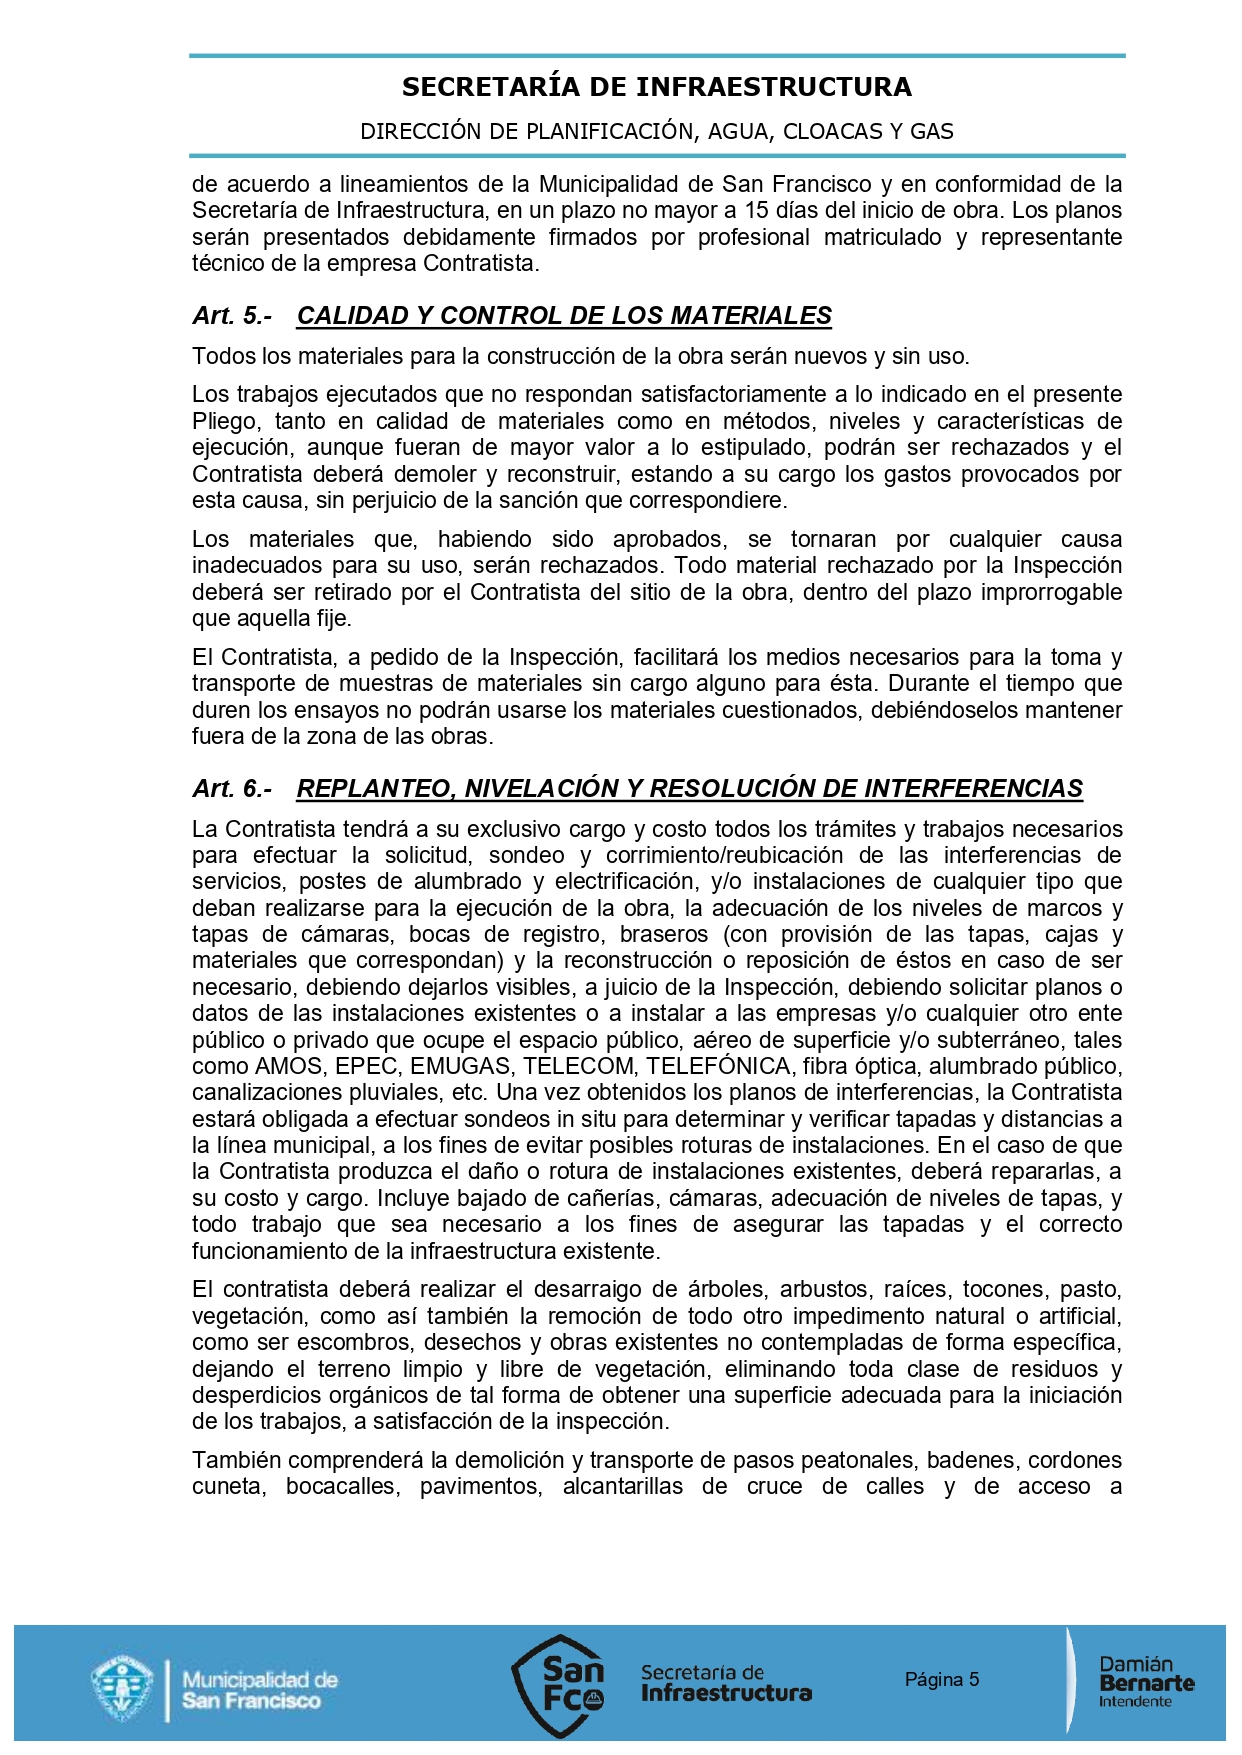 SECRETARÍA DE INFRAESTRUCTURA
DIRECCIÓN DE PLANIFICACIÓN, AGUA, CLOACAS Y GAS
de acuerdo a lineamientos de la Municipalidad de San Francisco y en conformidad de la
Secretaría de Infraestructura, en un plazo no mayor a 15 días del inicio de obra. Los planos
serán presentados debidamente firmados por profesional matriculado y representante
técnico de la empresa Contratista.
Art. 5.- CALIDAD Y CONTROL DE LOS MATERIALES
Todos los materiales para la construcción de la obra serán nuevos y sin uso.
Los trabajos ejecutados que no respondan satisfactoriamente a lo indicado en el presente
Pliego, tanto en calidad de materiales como en métodos, niveles y características de
ejecución, aunque fueran de mayor valor a lo estipulado, podrán ser rechazados y el
Contratista deberá demoler y reconstruir, estando a su cargo los gastos provocados por
esta causa, sin perjuicio de la sanción que correspondiere.
Los materiales que, habiendo sido aprobados, se tornaran por cualquier causa
inadecuados para su uso, serán rechazados. Todo material rechazado por la Inspección
deberá ser retirado por el Contratista del sitio de la obra, dentro del plazo improrrogable
que aquella fije.
El Contratista, a pedido de la Inspección, facilitará los medios necesarios para la toma y
transporte de muestras de materiales sin cargo alguno para ésta. Durante el tiempo que
duren los ensayos no podrán usarse los materiales cuestionados, debiéndoselos mantener
fuera de la zona de las obras.
Art. 6.- REPLANTEO, NIVELACIÓN Y RESOLUCIÓN DE INTERFERENCIAS
La Contratista tendrá a su exclusivo cargo y costo todos los trámites y trabajos necesarios
para efectuar la solicitud, sondeo y corrimiento/reubicación de las interferencias de
servicios, postes de alumbrado y electrificación, y/o instalaciones de cualquier tipo que
deban realizarse para la ejecución de la obra, la adecuación de los niveles de marcos y
tapas de cámaras, bocas de registro, braseros (con provisión de las tapas, cajas y
materiales que correspondan) y la reconstrucción o reposición de éstos en caso de ser
necesario, debiendo dejarlos visibles, a juicio de la Inspección, debiendo solicitar planos o
datos de las instalaciones existentes o a instalar a las empresas y/o cualquier otro ente
público o privado que ocupe el espacio público, aéreo de superficie y/o subterráneo, tales
como AMOS, EPEC, EMUGAS, TELECOM, TELEFÓNICA, fibra óptica, alumbrado público,
canalizaciones pluviales, etc. Una vez obtenidos los planos de interferencias, la Contratista
estará obligada a efectuar sondeos in situ para determinar y verificar tapadas y distancias a
la línea municipal, a los fines de evitar posibles roturas de instalaciones. En el caso de que
la Contratista produzca el daño o rotura de instalaciones existentes, deberá repararlas, a
su costo y cargo. Incluye bajado de cañerías, cámaras, adecuación de niveles de tapas, y
todo trabajo que sea necesario a los fines de asegurar las tapadas y el correcto
funcionamiento de la infraestructura existente.
El contratista deberá realizar el desarraigo de árboles, arbustos, raíces, tocones, pasto,
vegetación, como así también la remoción de todo otro impedimento natural o artificial,
como ser escombros, desechos y obras existentes no contempladas de forma específica,
dejando el terreno limpio y libre de vegetación, eliminando toda clase de residuos y
desperdicios orgánicos de tal forma de obtener una superficie adecuada para la iniciación
de los trabajos, a satisfacción de la inspección.
También comprenderá la demolición y transporte de pasos peatonales, badenes, cordones
cuneta, bocacalles, pavimentos, alcantarillas de cruce de calles y de acceso a
Municipalidad de
San Francisco
San
Fco
Secretaría de
Infraestructura
Página 5
Damián
Bernarte
Intendente